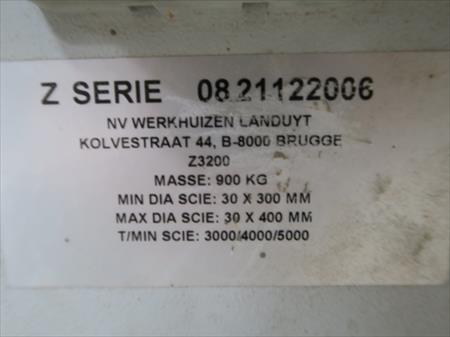 Z SERIE 08.21122006
NV WERKHUIZEN LANDUYT
KOLVESTRAAT 44, B-8000 BRUGGE
Z3200
MASSE: 900 KG
MIN DIA SCIE: 30 X 300 MM
MAX DIA SCIE: 30 X 400 MM
T/MIN SCIE: 3000/4000/5000